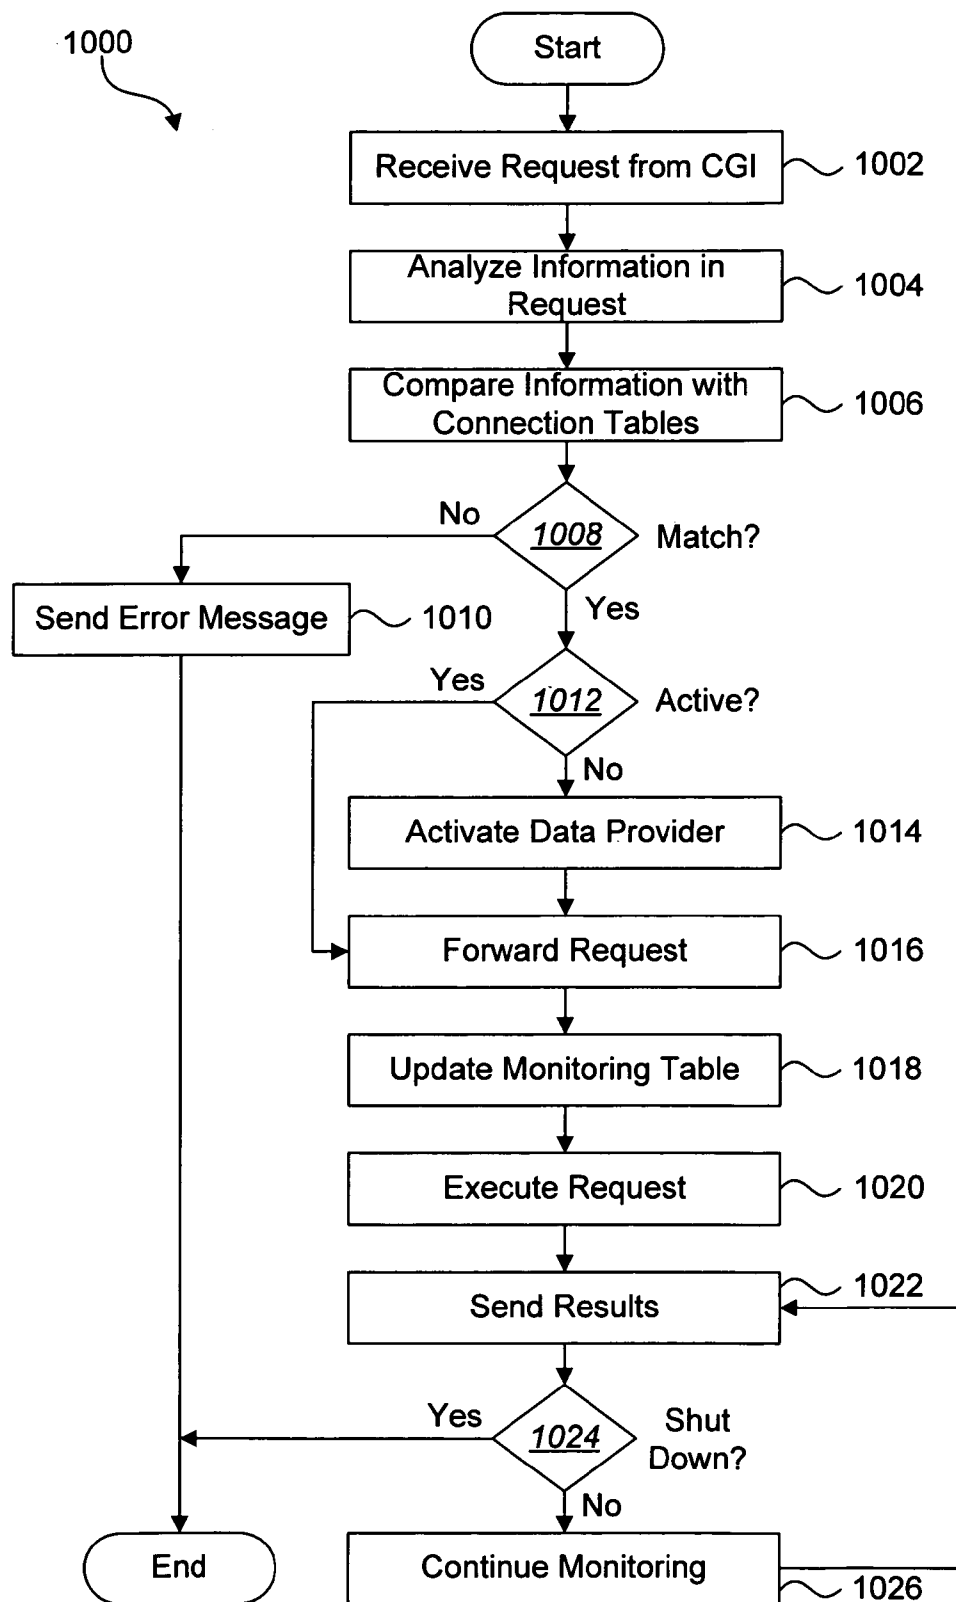 1000
Start
Receive Request from CGI
1002
Analyze Information in
Request
1004
Compare Information with
Connection Tables
1006
No
1008
Match?
Send Error Message
1010
Yes
Yes
1012
Active?
No
Activate Data Provider
1014
Forward Request
1016
Update Monitoring Table
1018
Execute Request
1020
Send Results
1022
Yes
1024
Shut
Down?
No
End
Continue Monitoring
1026